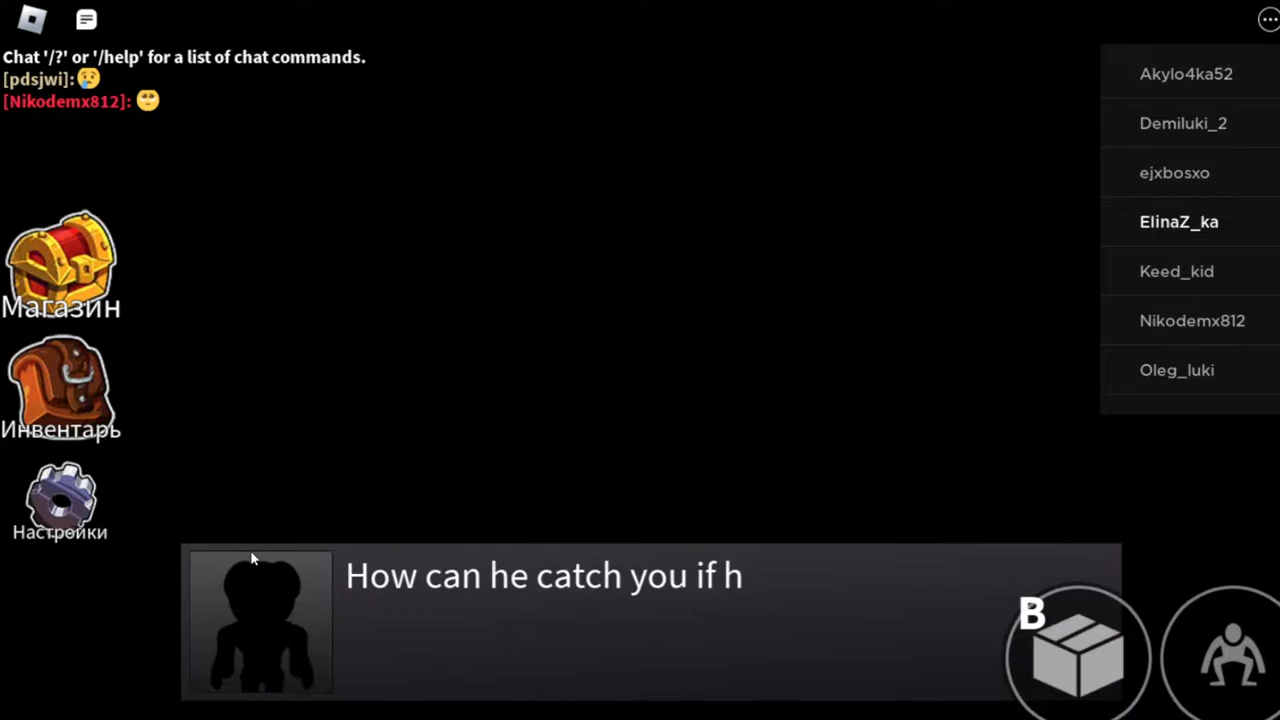 Chat '/?' or '/help' for a list of chat commands.
[pdsjwi]:😢
[Nikodemx812]: 🥺
Магазин
Инвентарь
Настройки
Akylo4ka52
Demiluki_2
ejxbosxo
ElinaZ_ka
Keed_kid
Nikodemx812
Oleg_luki
How can he catch you if h
B